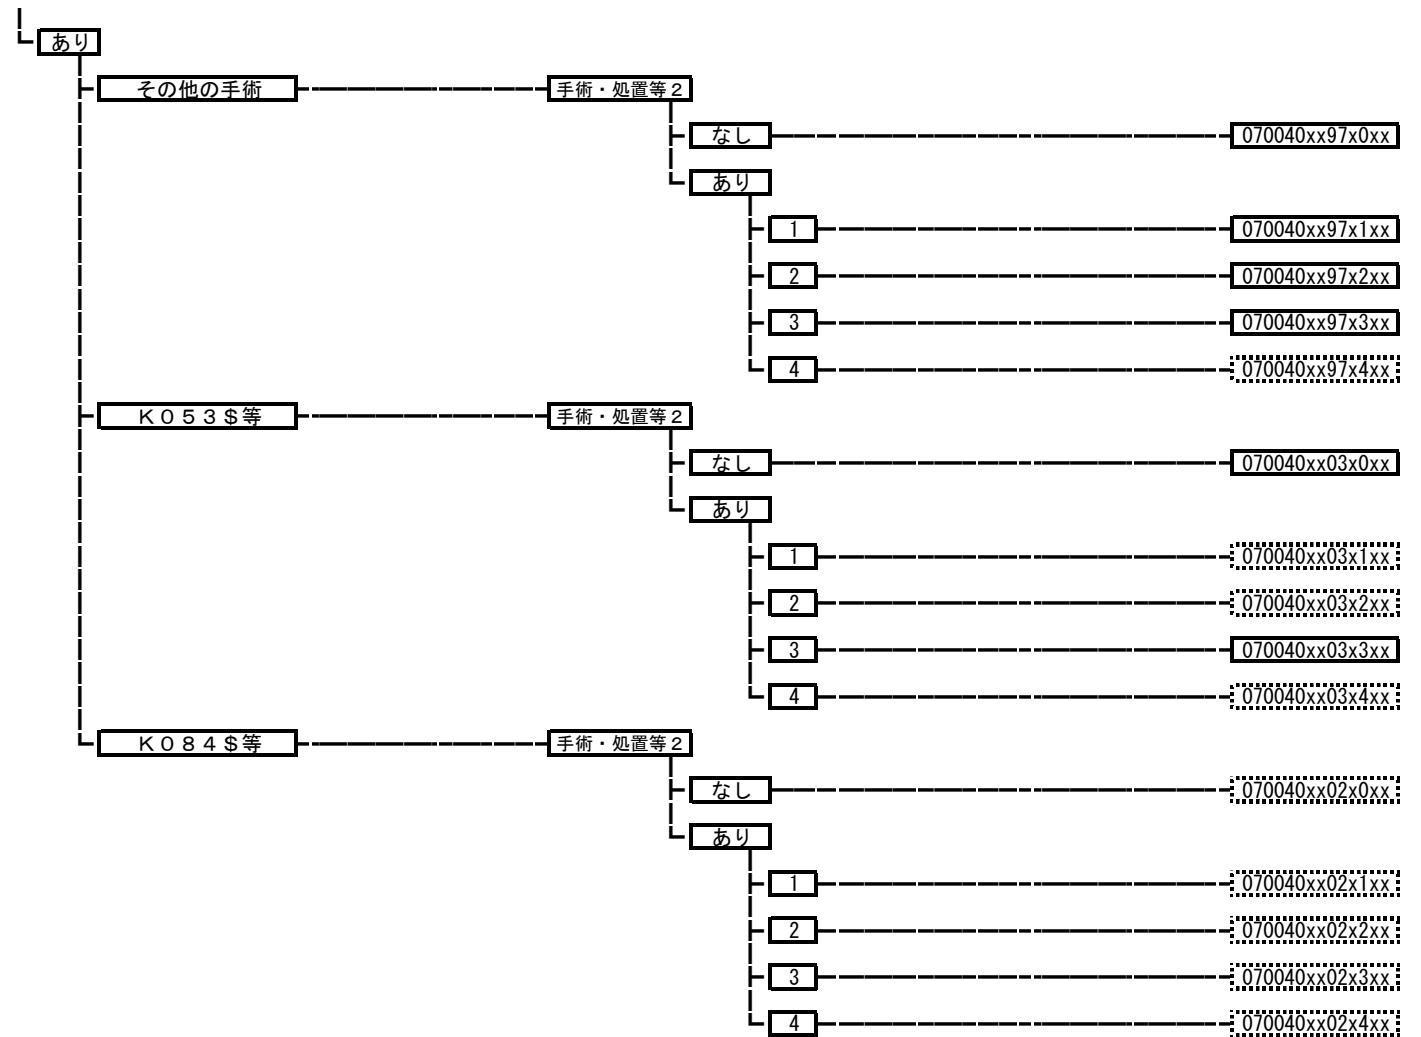 あり
その他の手術 手術・処置等２
なし 070040xx97x0xx
あり
1 070040xx97x1xx
2 070040xx97x2xx
3 070040xx97x3xx
4 070040xx97x4xx
Ｋ０５３＄等 手術・処置等２
なし 070040xx03x0xx
あり
1 070040xx03x1xx
2 070040xx03x2xx
3 070040xx03x3xx
4 070040xx03x4xx
Ｋ０８４＄等 手術・処置等２
なし 070040xx02x0xx
あり
1 070040xx02x1xx
2 070040xx02x2xx
3 070040xx02x3xx
4 070040xx02x4xx